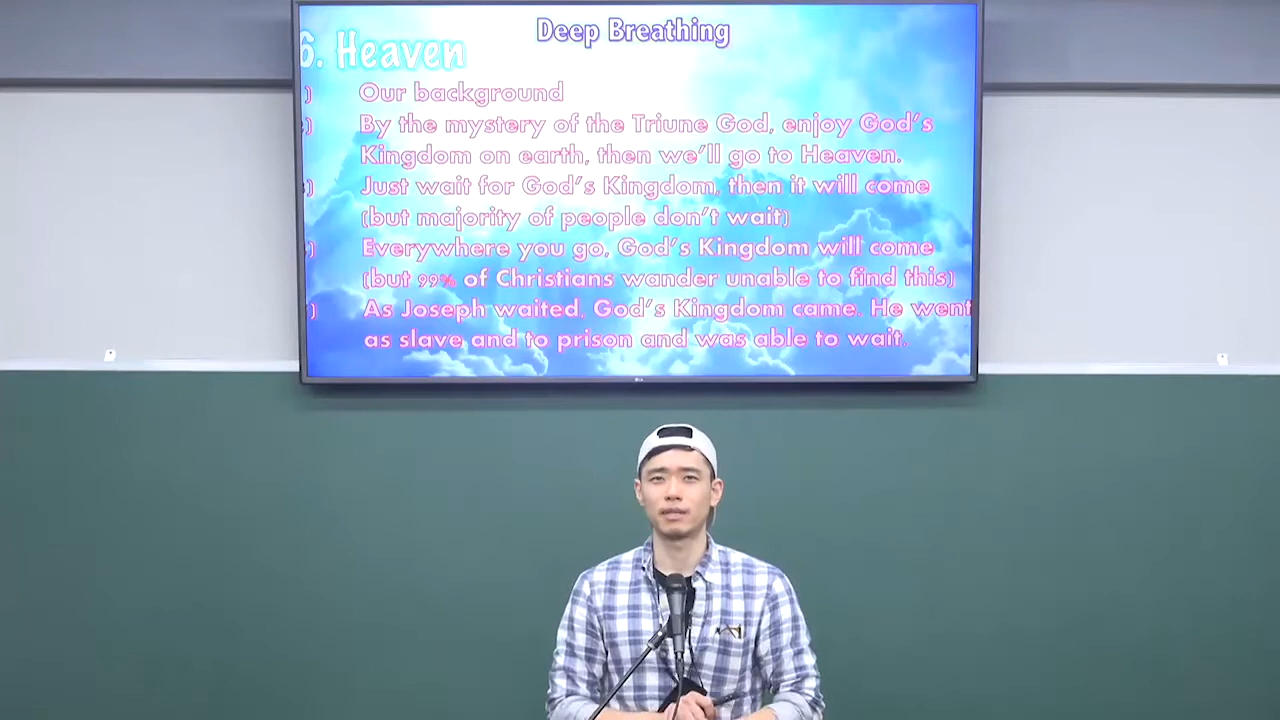 Deep Breathing
6. Heaven
) Our background
) By the mystery of the Triune God, enjoy God's
Kingdom on earth, then we'll go to Heaven.
) Just wait for God's Kingdom, then it will come
(but majority of people don't wait)
) Everywhere you go, God's Kingdom will come
(but 99% of Christians wander unable to find this)
) As Joseph waited, God's Kingdom came. He went
as slave and to prison and was able to wait.